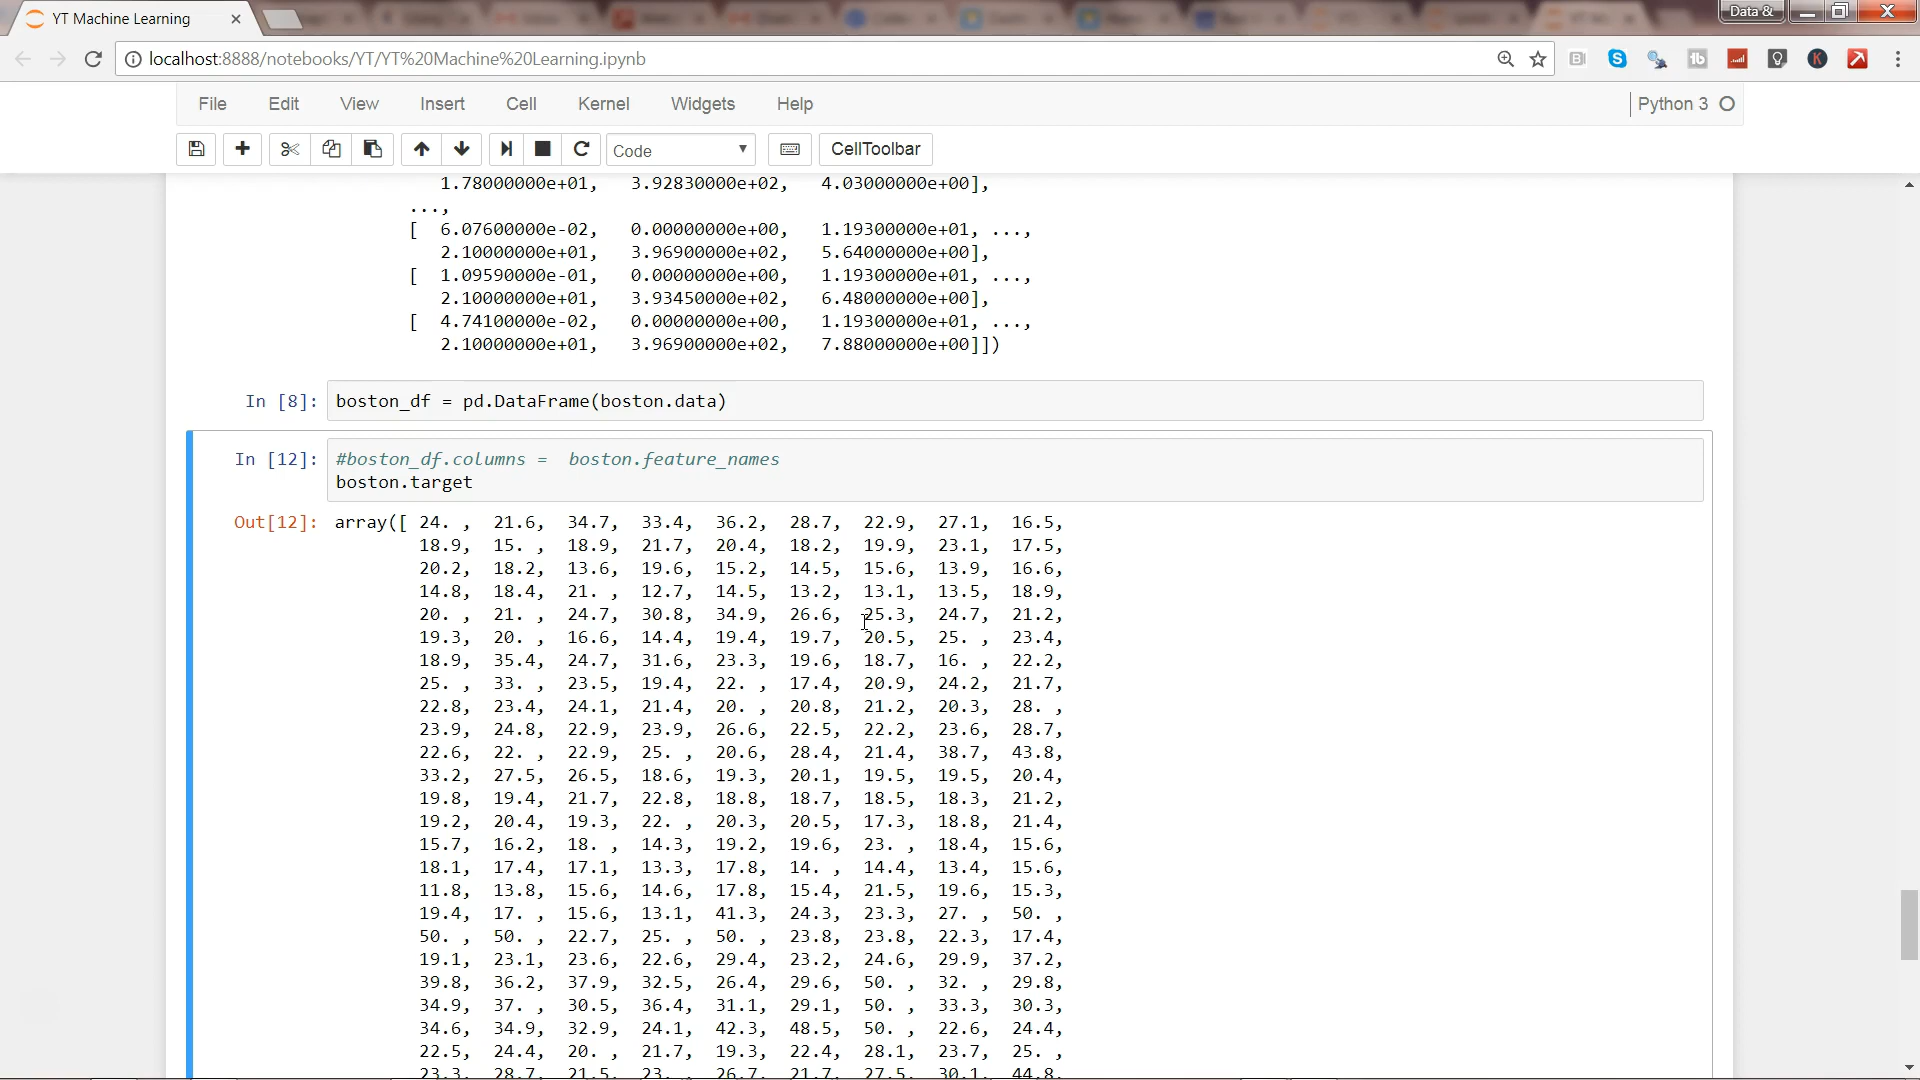 YT Machine Learning
Data &
localhost:8888/notebooks/YT/YT%20Machine%20Learning.ipynb
File Edit View Insert Cell Kernel Widgets Help Python 3
Code CellToolbar
1.78000000e+01, 3.92830000e+02, 4.03000000e+00],
...,
[ 6.07600000e-02, 0.00000000e+00, 1.19300000e+01, ...,
2.10000000e+01, 3.96900000e+02, 5.64000000e+00],
[ 1.09590000e-01, 0.00000000e+00, 1.19300000e+01, ...,
2.10000000e+01, 3.93450000e+02, 6.48000000e+00],
[ 4.74100000e-02, 0.00000000e+00, 1.19300000e+01, ...,
2.10000000e+01, 3.96900000e+02, 7.88000000e+00]])
In [8]: boston_df = pd.DataFrame(boston.data)
In [12]: #boston_df.columns = boston.feature_names
boston.target
Out[12]: array([ 24. , 21.6, 34.7, 33.4, 36.2, 28.7, 22.9, 27.1, 16.5,
18.9, 15. , 18.9, 21.7, 20.4, 18.2, 19.9, 23.1, 17.5,
20.2, 18.2, 13.6, 19.6, 15.2, 14.5, 15.6, 13.9, 16.6,
14.8, 18.4, 21. , 12.7, 14.5, 13.2, 13.1, 13.5, 18.9,
20. , 21. , 24.7, 30.8, 34.9, 26.6, 25.3, 24.7, 21.2,
19.3, 20. , 16.6, 14.4, 19.4, 19.7, 20.5, 25. , 23.4,
18.9, 35.4, 24.7, 31.6, 23.3, 19.6, 18.7, 16. , 22.2,
25. , 33. , 23.5, 19.4, 22. , 17.4, 20.9, 24.2, 21.7,
22.8, 23.4, 24.1, 21.4, 20. , 20.8, 21.2, 20.3, 28. ,
23.9, 24.8, 22.9, 23.9, 26.6, 22.5, 22.2, 23.6, 28.7,
22.6, 22. , 22.9, 25. , 20.6, 28.4, 21.4, 38.7, 43.8,
33.2, 27.5, 26.5, 18.6, 19.3, 20.1, 19.5, 19.5, 20.4,
19.8, 19.4, 21.7, 22.8, 18.8, 18.7, 18.5, 18.3, 21.2,
19.2, 20.4, 19.3, 22. , 20.3, 20.5, 17.3, 18.8, 21.4,
15.7, 16.2, 18. , 14.3, 19.2, 19.6, 23. , 18.4, 15.6,
18.1, 17.4, 17.1, 13.3, 17.8, 14. , 14.4, 13.4, 15.6,
11.8, 13.8, 15.6, 14.6, 17.8, 15.4, 21.5, 19.6, 15.3,
19.4, 17. , 15.6, 13.1, 41.3, 24.3, 23.3, 27. , 50. ,
50. , 50. , 22.7, 25. , 50. , 23.8, 23.8, 22.3, 17.4,
19.1, 23.1, 23.6, 22.6, 29.4, 23.2, 24.6, 29.9, 37.2,
39.8, 36.2, 37.9, 32.5, 26.4, 29.6, 50. , 32. , 29.8,
34.9, 37. , 30.5, 36.4, 31.1, 29.1, 50. , 33.3, 30.3,
34.6, 34.9, 32.9, 24.1, 42.3, 48.5, 50. , 22.6, 24.4,
22.5, 24.4, 20. , 21.7, 19.3, 22.4, 28.1, 23.7, 25. ,
23.3, 28.7, 21.5, 23. , 26.7, 21.7, 27.5, 30.1, 44.8,